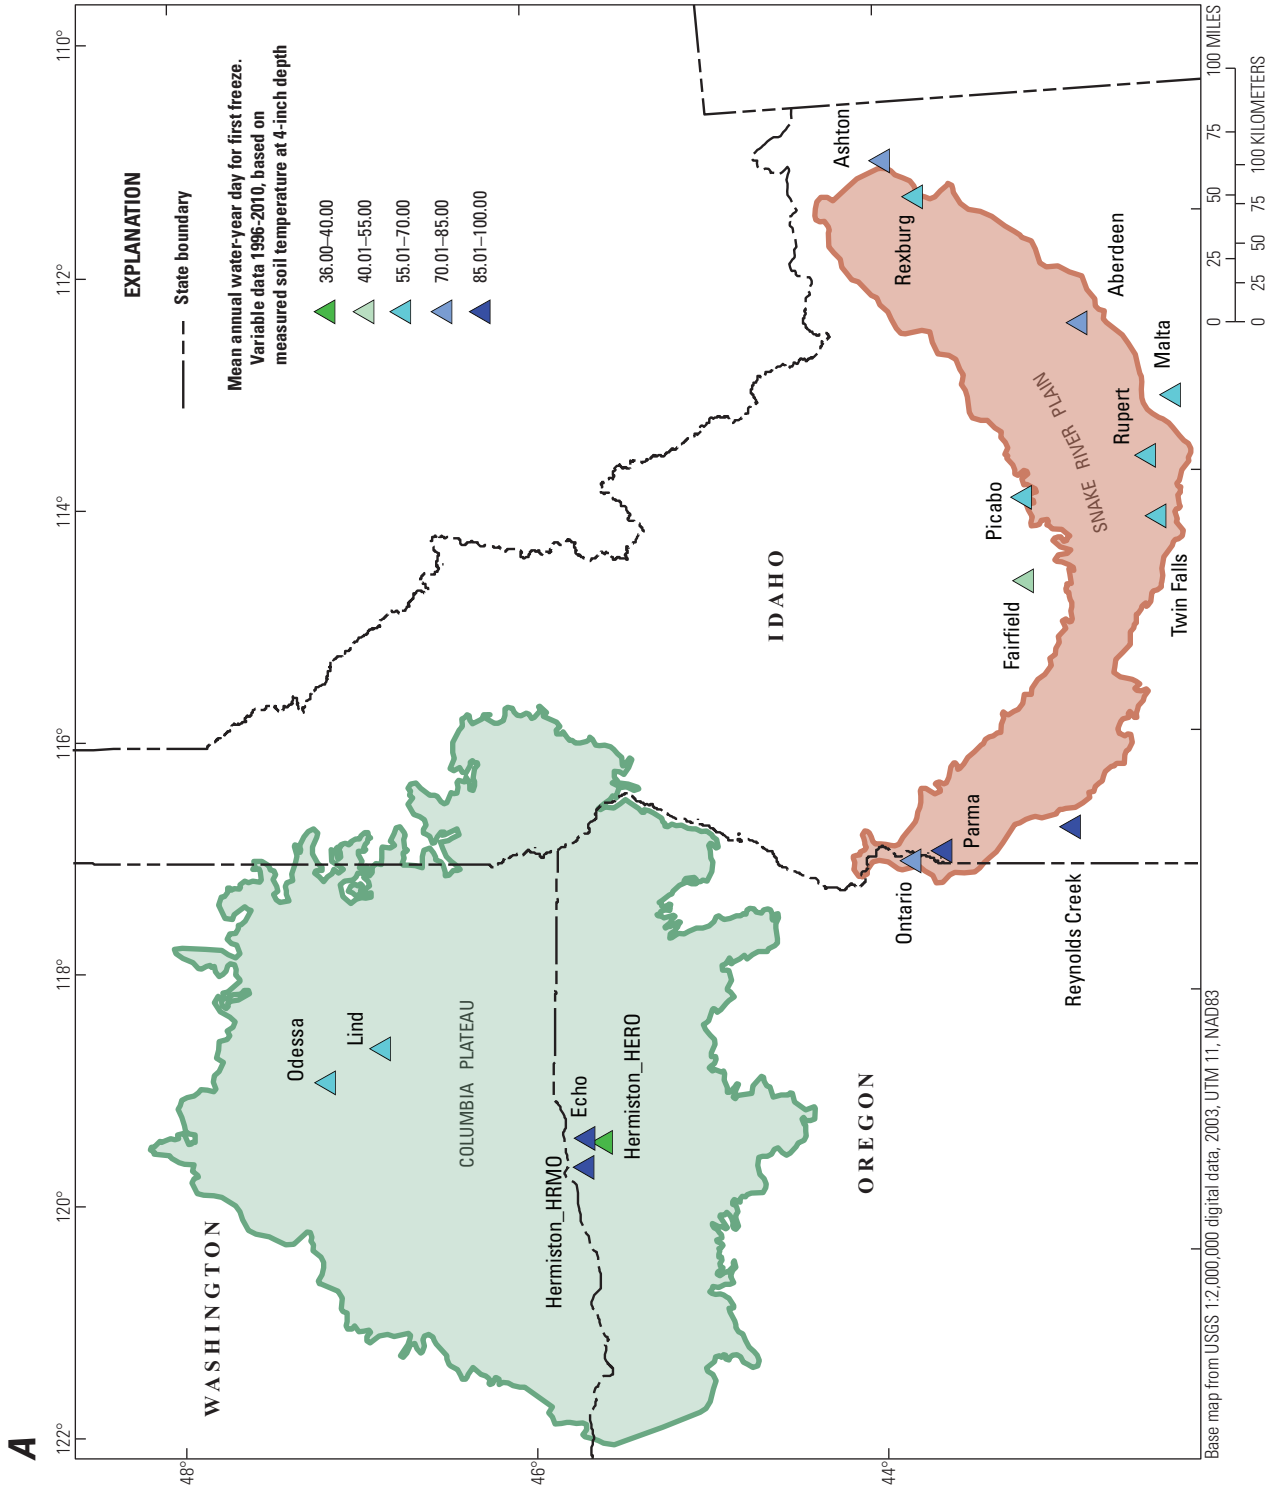 A
122°
120°
118°
116°
114°
112°
110°
48°
46°
44°
EXPLANATION
State boundary
Mean annual water-year day for first freeze.
Variable data 1996-2010, based on
measured soil temperature at 4-inch depth
36.00–40.00
40.01–55.00
55.01–70.00
70.01–85.00
85.01–100.00
WASHINGTON
Odessa
Lind
COLUMBIA PLATEAU
Hermiston_HRMO
Echo
Hermiston_HERO
OREGON
IDAHO
Ontario
Parma
Reynolds Creek
Fairfield
Picabo
SNAKE RIVER PLAIN
Twin Falls
Rupert
Malta
Aberdeen
Rexburg
Ashton
0 25 50 75 100 MILES
0 25 50 75 100 KILOMETERS
Base map from USGS 1:2,000,000 digital data, 2003, UTM 11, NAD83